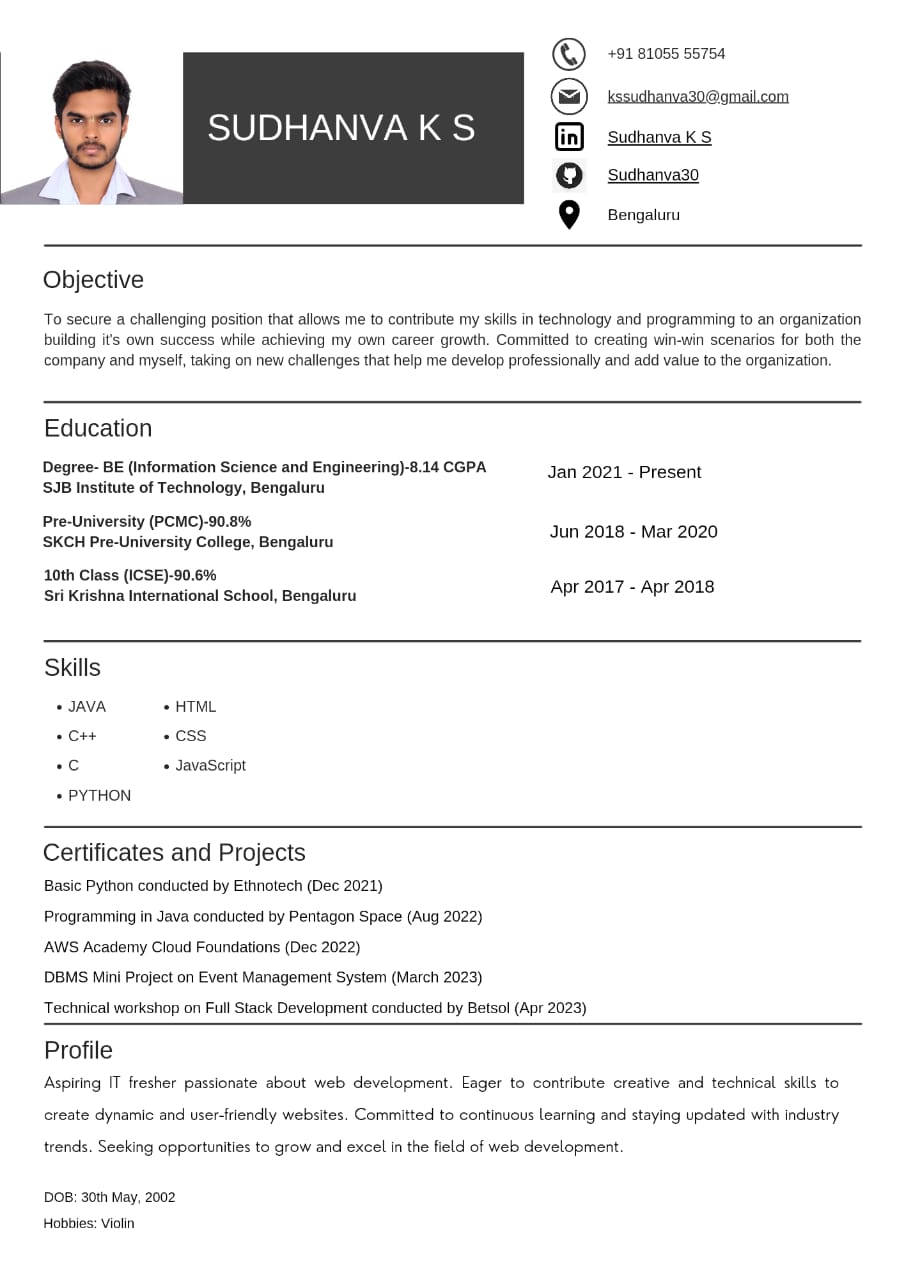 SUDHANVA K S
+91 81055 55754
kssudhanva30@gmail.com
Sudhanva K S
Sudhanva30
Bengaluru
Objective
To secure a challenging position that allows me to contribute my skills in technology and programming to an organization
building it's own success while achieving my own career growth. Committed to creating win-win scenarios for both the
company and myself, taking on new challenges that help me develop professionally and add value to the organization.
Education
Degree- BE (Information Science and Engineering)-8.14 CGPA
SJB Institute of Technology, Bengaluru
Jan 2021 - Present
Pre-University (PCMC)-90.8%
SKCH Pre-University College, Bengaluru
Jun 2018 - Mar 2020
10th Class (ICSE)-90.6%
Sri Krishna International School, Bengaluru
Apr 2017 - Apr 2018
Skills
• JAVA
• C++
• C
• PYTHON
• HTML
• CSS
• JavaScript
Certificates and Projects
Basic Python conducted by Ethnotech (Dec 2021)
Programming in Java conducted by Pentagon Space (Aug 2022)
AWS Academy Cloud Foundations (Dec 2022)
DBMS Mini Project on Event Management System (March 2023)
Technical workshop on Full Stack Development conducted by Betsol (Apr 2023)
Profile
Aspiring IT fresher passionate about web development. Eager to contribute creative and technical skills to
create dynamic and user-friendly websites. Committed to continuous learning and staying updated with industry
trends. Seeking opportunities to grow and excel in the field of web development.
DOB: 30th May, 2002
Hobbies: Violin